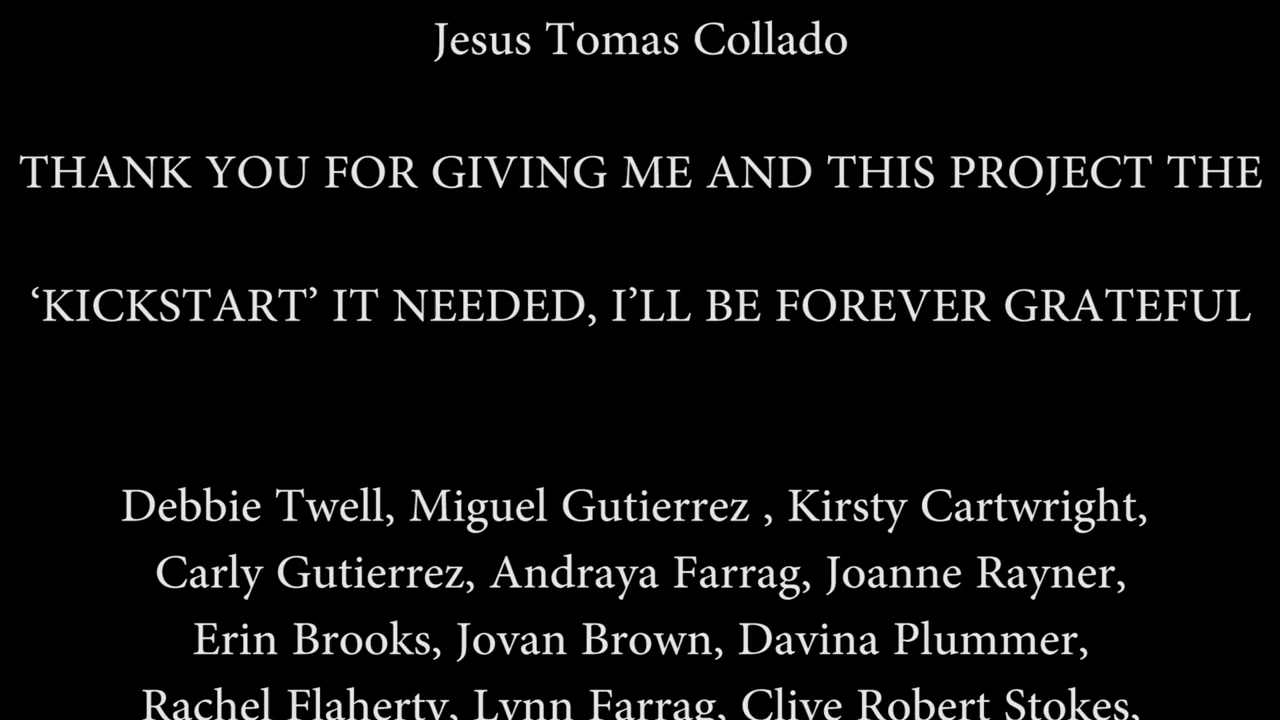 Jesus Tomas Collado
THANK YOU FOR GIVING ME AND THIS PROJECT THE
‘KICKSTART’ IT NEEDED, I’LL BE FOREVER GRATEFUL
Debbie Twell, Miguel Gutierrez , Kirsty Cartwright,
Carly Gutierrez, Andraya Farrag, Joanne Rayner,
Erin Brooks, Jovan Brown, Davina Plummer,
Rachel Flaherty, Lynn Farrag, Clive Robert Stokes,